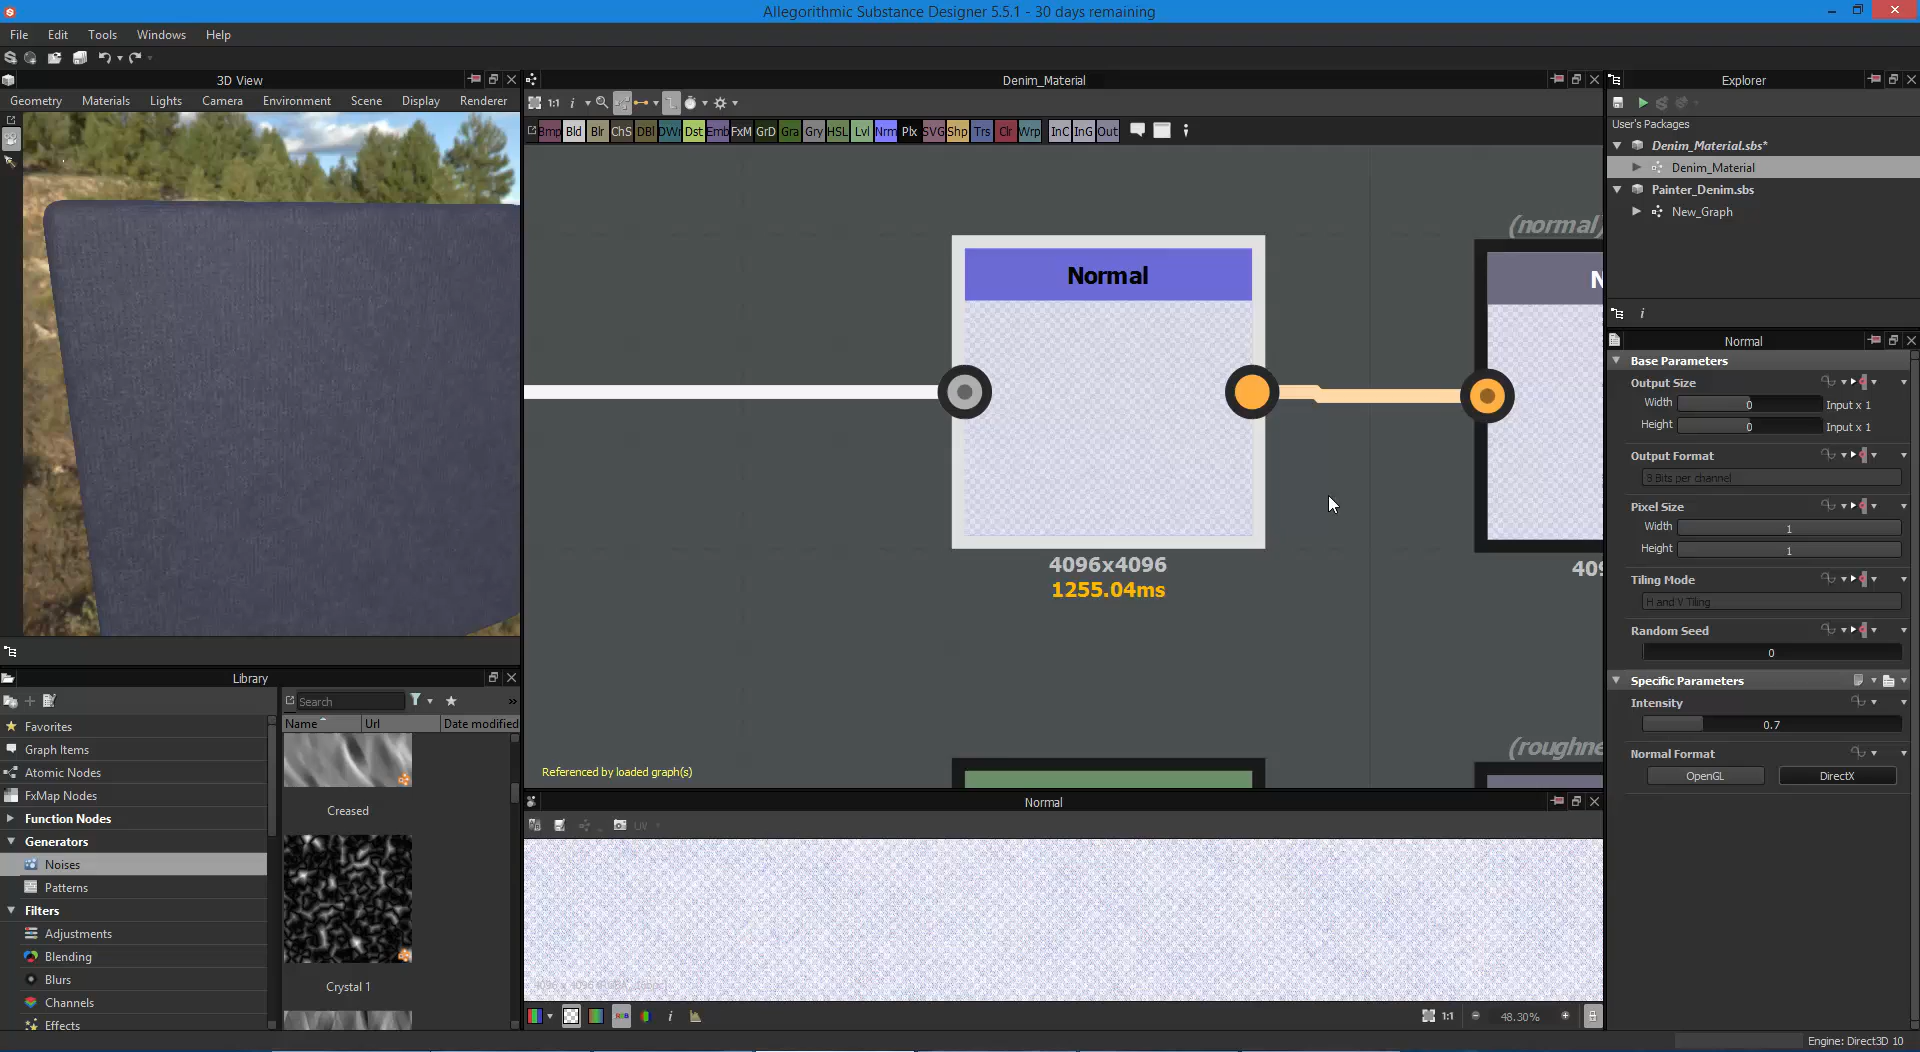 Allegorithmic Substance Designer 5.5.1 - 30 days remaining
File Edit Tools Windows Help
3D View
Geometry Materials Lights Camera Environment Scene Display Renderer
Denim_Material
1:1
Bmp Bld Blr ChS DBl DWr Dst Emb FxM GrD Gra Gry HSL Lvl Nrm Plx SVG Shp Trs Clr Wrp InC InG Out
Normal
4096x4096
1255.04ms
(normal)
N
409
(roughne
Referenced by loaded graph(s)
Library
Search
Name Url Date modified
Favorites
Graph Items
Atomic Nodes
FxMap Nodes
Function Nodes
Generators
Noises
Patterns
Filters
Adjustments
Blending
Blurs
Channels
Effects
Creased
Crystal 1
Normal
UV
1:1 48.30%
Explorer
User's Packages
Denim_Material.sbs*
Denim_Material
Painter_Denim.sbs
New_Graph
Normal
Base Parameters
Output Size
Width 0 Input x 1
Height 0 Input x 1
Output Format
8 Bits per channel
Pixel Size
Width 1
Height 1
Tiling Mode
H and V Tiling
Random Seed
0
Specific Parameters
Intensity
0.7
Normal Format
OpenGL DirectX
Engine: Direct3D 10